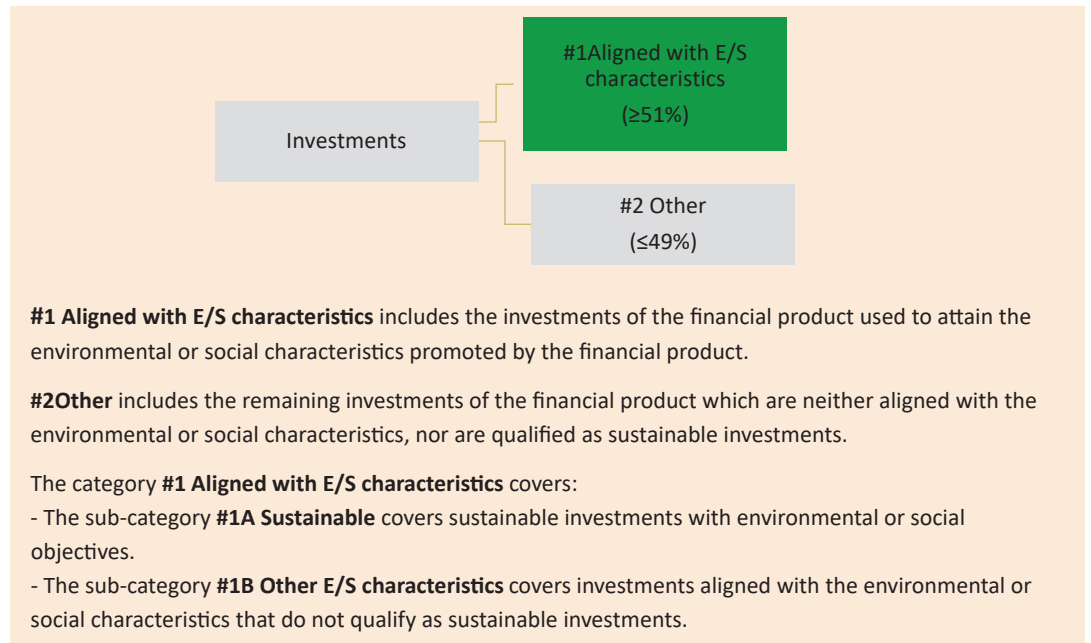 #1Aligned with E/S
characteristics
(≥51%)
Investments
#2 Other
(≤49%)
#1 Aligned with E/S characteristics includes the investments of the financial product used to attain the
environmental or social characteristics promoted by the financial product.
#2Other includes the remaining investments of the financial product which are neither aligned with the
environmental or social characteristics, nor are qualified as sustainable investments.
The category #1 Aligned with E/S characteristics covers:
- The sub-category #1A Sustainable covers sustainable investments with environmental or social
objectives.
- The sub-category #1B Other E/S characteristics covers investments aligned with the environmental or
social characteristics that do not qualify as sustainable investments.